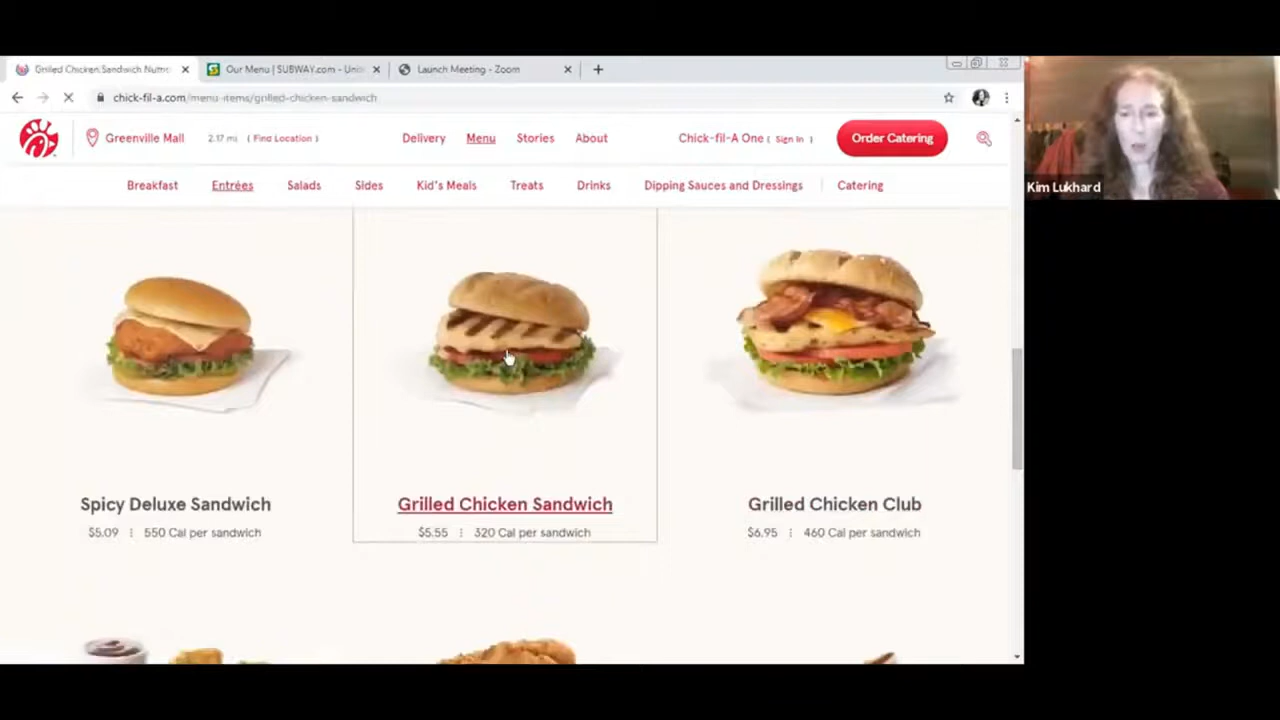 Grilled Chicken Sandwich Nutri
Our Menu | SUBWAY.com - Unit
Launch Meeting - Zoom
chick-fil-a.com/menu-items/grilled-chicken-sandwich
Greenville Mall
2.17 mi ( Find Location )
Delivery
Menu
Stories
About
Chick-fil-A One ( Sign In )
Order Catering
Breakfast
Entrées
Salads
Sides
Kid's Meals
Treats
Drinks
Dipping Sauces and Dressings
Catering
Kim Lukhard
Spicy Deluxe Sandwich
$5.09 ⋮ 550 Cal per sandwich
Grilled Chicken Sandwich
$5.55 ⋮ 320 Cal per sandwich
Grilled Chicken Club
$6.95 ⋮ 460 Cal per sandwich